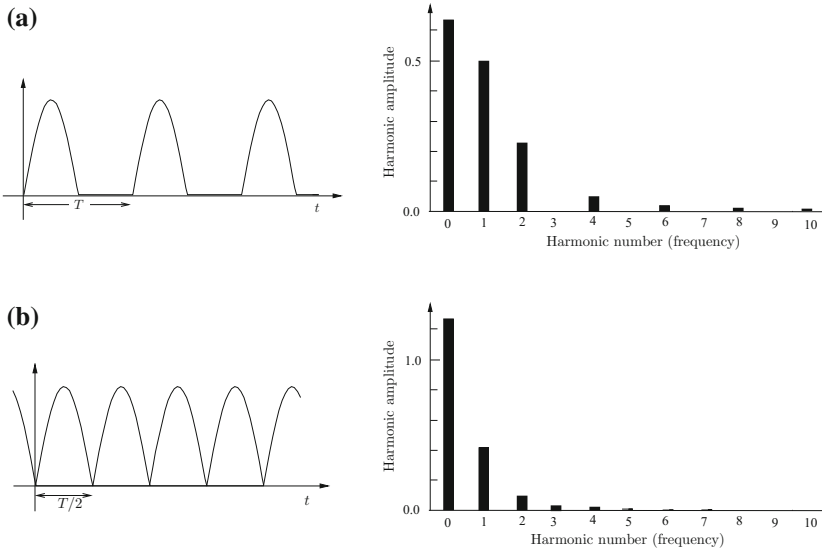 (a)
Harmonic amplitude
0.5
0.0
T
t
0 1 2 3 4 5 6 7 8 9 10
Harmonic number (frequency)
(b)
Harmonic amplitude
1.0
0.0
T/2
t
0 1 2 3 4 5 6 7 8 9 10
Harmonic number (frequency)